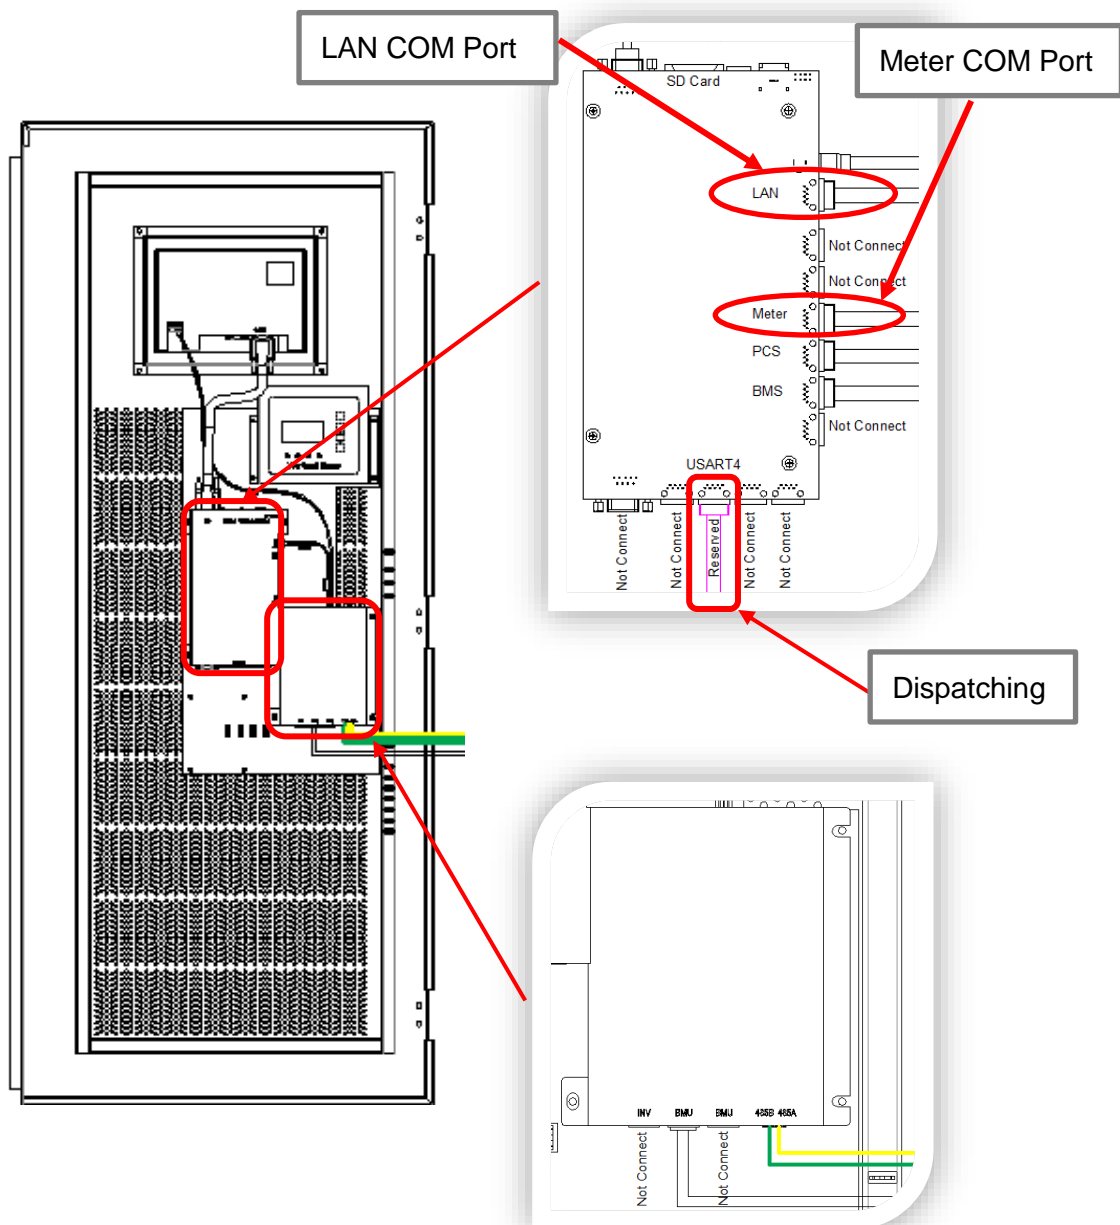 LAN COM Port
Meter COM Port
SD Card
LAN
Not Connect
Not Connect
Meter
PCS
BMS
Not Connect
USART4
Not Connect
Not Connect
Reserved
Not Connect
Not Connect
Dispatching
INV
BMU
BMU
485B 485A
Not Connect
Not Connect